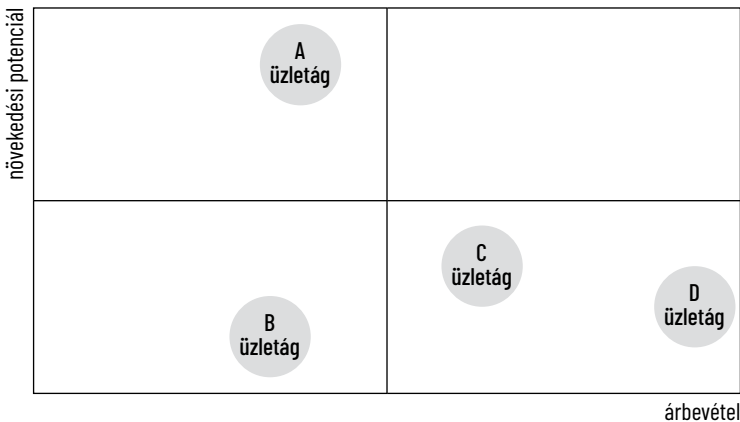 növekedési potenciál
A
üzletág
C
üzletág
D
üzletág
B
üzletág
árbevétel